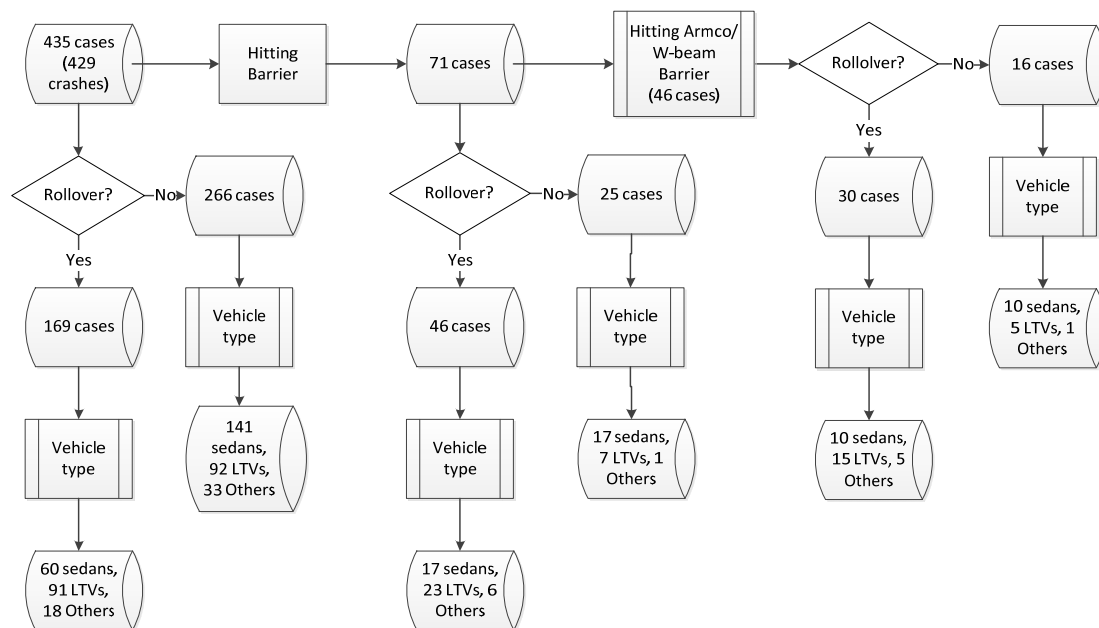 435 cases
(429
crashes)
Hitting
Barrier
71 cases
Hitting Armco/
W-beam
Barrier
(46 cases)
Rollolver?
No
16 cases
Yes
Rollover?
No
266 cases
Yes
Rollover?
No
25 cases
Yes
30 cases
Vehicle
type
169 cases
Vehicle
type
46 cases
Vehicle
type
Vehicle
type
10 sedans,
5 LTVs, 1
Others
Vehicle
type
141
sedans,
92 LTVs,
33 Others
Vehicle
type
17 sedans,
7 LTVs, 1
Others
10 sedans,
15 LTVs, 5
Others
60 sedans,
91 LTVs,
18 Others
17 sedans,
23 LTVs, 6
Others